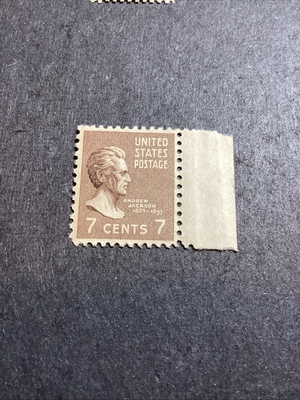 UNITED
STATES
POSTAGE
ANDREW
JACKSON
1829-1837
7 CENTS 7